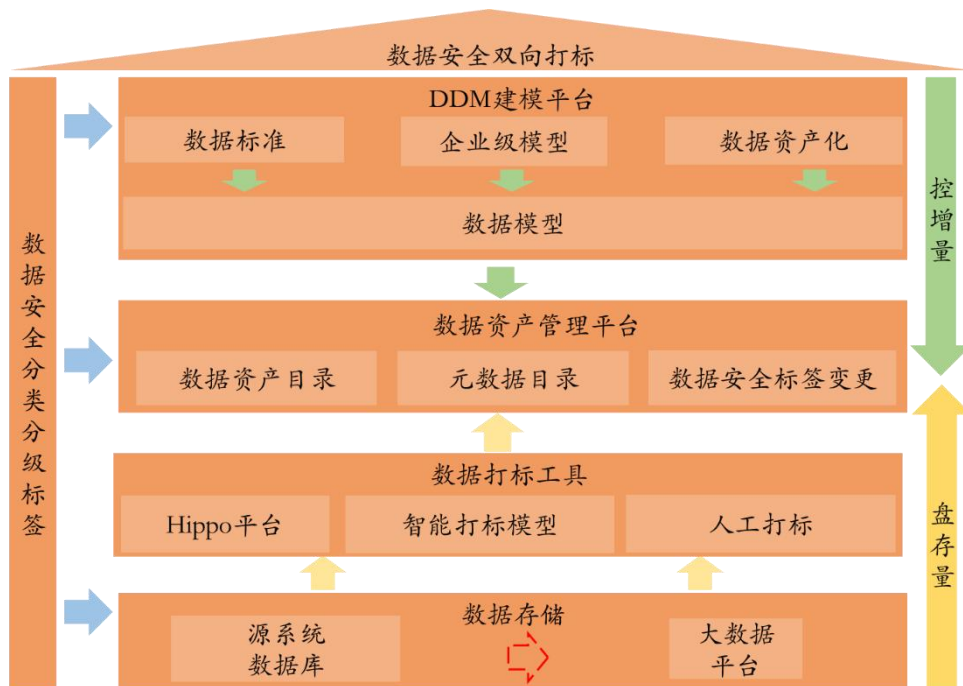 数据安全双向打标
数据安全分类分级标签
DDM建模平台
数据标准
企业级模型
数据资产化
数据模型
控增量
数据资产管理平台
数据资产目录
元数据目录
数据安全标签变更
数据打标工具
Hippo平台
智能打标模型
人工打标
盘存量
数据存储
源系统
数据库
大数据
平台